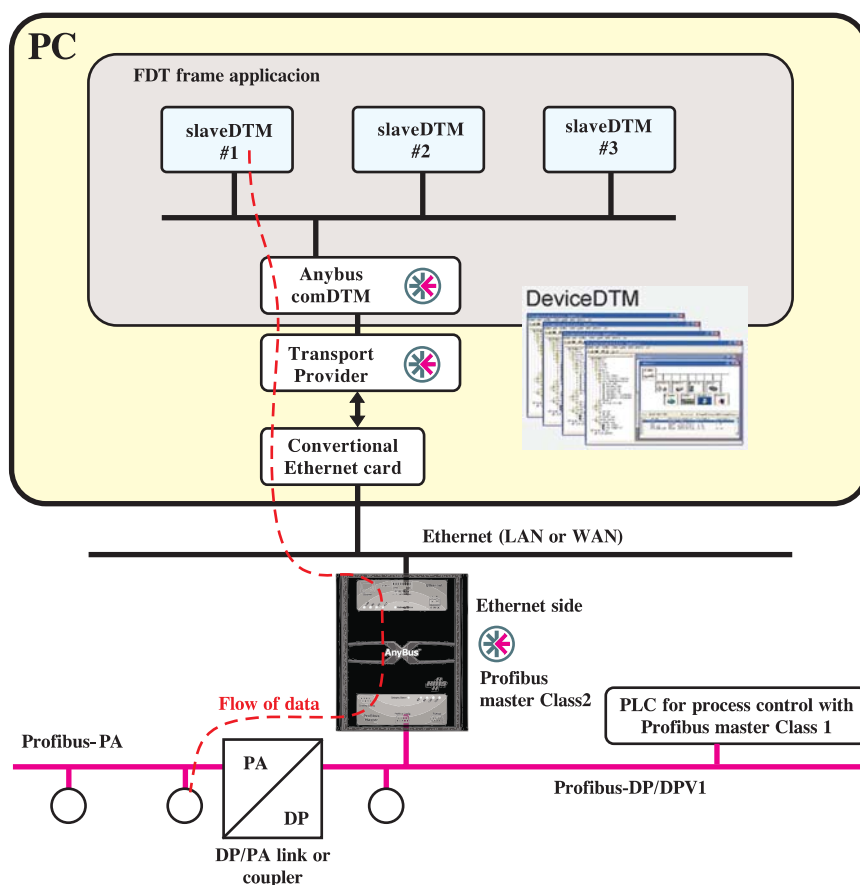 PC
FDT frame applicacion
slaveDTM
#1
slaveDTM
#2
slaveDTM
#3
Anybus
comDTM
DeviceDTM
Transport
Provider
Convertional
Ethernet card
Ethernet (LAN or WAN)
Ethernet side
AnyBus
Profibus
master Class2
Flow of data
PLC for process control with
Profibus master Class 1
Profibus-PA
PA
DP
Profibus-DP/DPV1
DP/PA link or
coupler